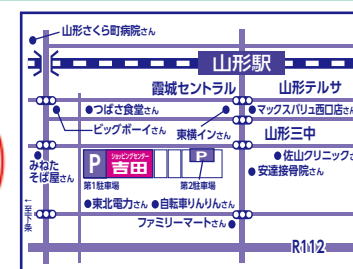 山形さくら町病院さん
山形駅
霞城セントラル
山形テルサ
つばさ食堂さん
マックスバリュ西口店さん
ビッグボーイさん
東横インさん
山形三中
みねた
そば屋さん
P
ショッピングセンター
吉田
P
佐山クリニックさ
安達接骨院さん
第1駐車場
第2駐車場
東北電力さん
自転車りんりんさん
ファミリーマートさん
←至下条
R112